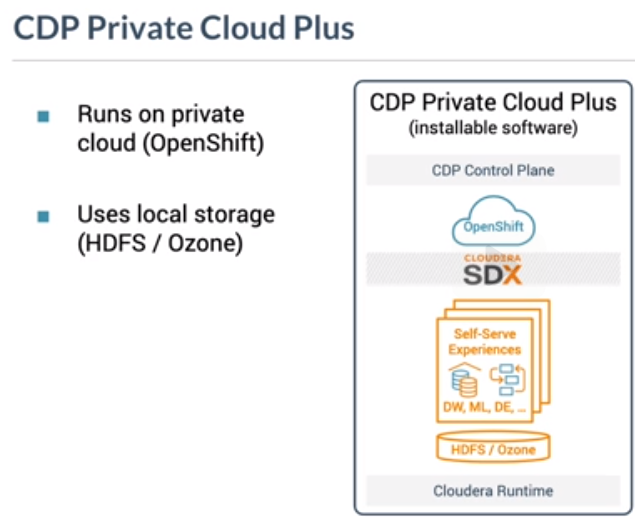 CDP Private Cloud Plus
Runs on private
cloud (OpenShift)
Uses local storage
(HDFS / Ozone)
CDP Private Cloud Plus
(installable software)
CDP Control Plane
OpenShift
CLOUDERA
SDX
Self-Serve
Experiences
DW, ML, DE, ...
HDFS / Ozone
Cloudera Runtime